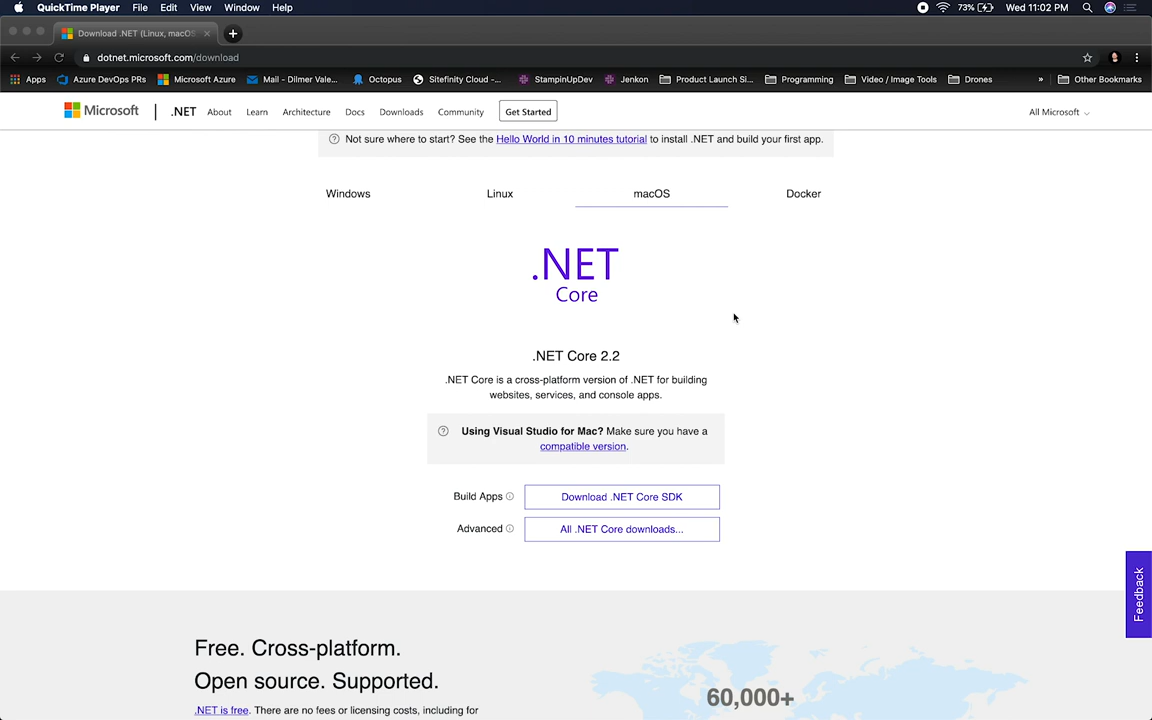 QuickTime Player File Edit View Window Help 73% Wed 11:02 PM
Download .NET (Linux, macOS
dotnet.microsoft.com/download
Apps Azure DevOps PRs Microsoft Azure Mail - Dilmer Vale... Octopus Sitefinity Cloud -... StampinUpDev Jenkon Product Launch Si... Programming Video / Image Tools Drones » Other Bookmarks
Microsoft .NET About Learn Architecture Docs Downloads Community Get Started All Microsoft
Not sure where to start? See the Hello World in 10 minutes tutorial to install .NET and build your first app.
Windows Linux macOS Docker
.NET
Core
.NET Core 2.2
.NET Core is a cross-platform version of .NET for building
websites, services, and console apps.
Using Visual Studio for Mac? Make sure you have a
compatible version.
Build Apps Download .NET Core SDK
Advanced All .NET Core downloads...
Feedback
Free. Cross-platform.
Open source. Supported.
60,000+
.NET is free. There are no fees or licensing costs, including for